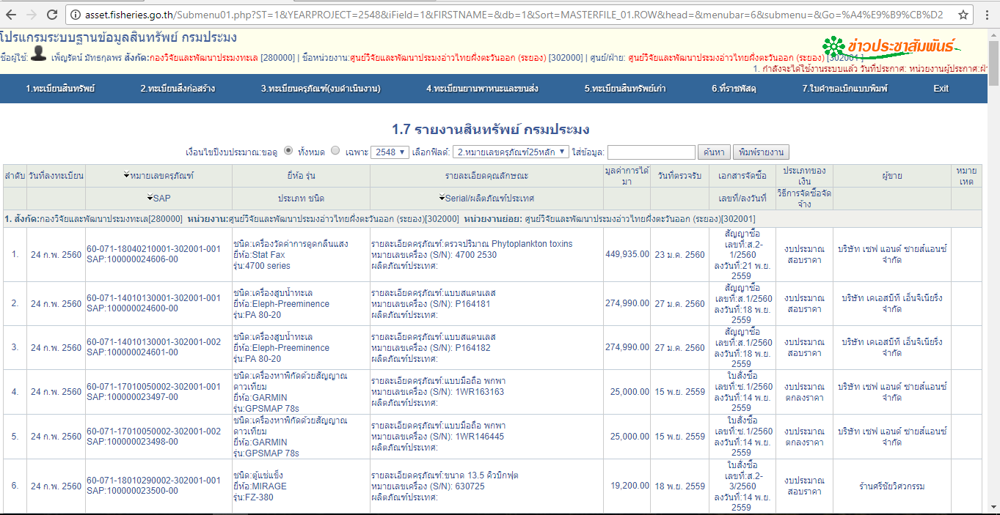 asset.fisheries.go.th/Submenu01.php?ST=1&YEARPROJECT=2548&iField=1&FIRSTNAME=&db=1&Sort=MASTERFILE_01.ROW&head=&menubar=6&submenu=&Go=%A4%E9%B9%CB%D2
โปรแกรมระบบฐานข้อมูลสินทรัพย์ กรมประมง
ข่าวประชาสัมพันธ์
ชื่อผู้ใช้: เพ็ญรัตน์ มัทธกุลพร สังกัด:กองวิจัยและพัฒนาประมงทะเล [280000] | ชื่อหน่วยงาน:ศูนย์วิจัยและพัฒนาประมงอ่าวไทยฝั่งตะวันออก (ระยอง) [302000] | ศูนย์/ฝ่าย: ศูนย์วิจัยและพัฒนาประมงอ่าวไทยฝั่งตะวันออก (ระยอง) [302001 ]
1. กำลังจะได้ใช้งานระบบแล้ว วันที่ประกาศ: หน่วยงานผู้ประกาศ:ฝ่
1.ทะเบียนสินทรัพย์ 2.ทะเบียนสิ่งก่อสร้าง 3.ทะเบียนครุภัณฑ์(งบดำเนินงาน) 4.ทะเบียนยานพาหนะและขนส่ง 5.ทะเบียนสินทรัพย์เก่า 6.ที่ราชพัสดุ 7.ใบคำขอเบิกแบบพิมพ์ Exit
1.7 รายงานสินทรัพย์ กรมประมง
เงื่อนไขปีงบประมาณ:ขอดู ทั้งหมด เฉพาะ 2548 เลือกฟิลด์: 2.หมายเลขครุภัณฑ์25หลัก ใส่ข้อมูล: ค้นหา พิมพ์รายงาน
ลำดับ วันที่ลงทะเบียน หมายเลขครุภัณฑ์ ยี่ห้อ รุ่น รายละเอียดคุณลักษณะ มูลค่าการได้มา วันที่ตรวจรับ เอกสารจัดซื้อ ประเภทของเงิน ผู้ขาย หมายเหตุ
SAP ประเภท ชนิด Serial/ผลิตภัณฑ์ประเทศ เลขที่/ลงวันที่ วิธีการจัดซื้อจัดจ้าง
1. สังกัด:กองวิจัยและพัฒนาประมงทะเล[280000] หน่วยงาน:ศูนย์วิจัยและพัฒนาประมงอ่าวไทยฝั่งตะวันออก (ระยอง)[302000] หน่วยงานย่อย: ศูนย์วิจัยและพัฒนาประมงอ่าวไทยฝั่งตะวันออก (ระยอง)[302001]
1. 24 ก.พ. 2560
60-071-18040210001-302001-001
SAP:100000024606-00
ชนิด:เครื่องวัดค่าการดูดกลืนแสง
ยี่ห้อ:Stat Fax
รุ่น:4700 series
รายละเอียดครุภัณฑ์:ตรวจปริมาณ Phytoplankton toxins
หมายเลขเครื่อง (S/N): 4700 2530
ผลิตภัณฑ์ประเทศ:
449,935.00 23 ม.ค. 2560
สัญญาซื้อ
เลขที่:ส.2-
1/2560
ลงวันที่:21 พ.ย.
2559
งบประมาณ
สอบราคา
บริษัท เซฟ แอนด์ ซายส์แอนซ์
จำกัด
2. 24 ก.พ. 2560
60-071-14010130001-302001-001
SAP:100000024600-00
ชนิด:เครื่องสูบน้ำทะเล
ยี่ห้อ:Eleph-Preeminence
รุ่น:PA 80-20
รายละเอียดครุภัณฑ์:แบบสแตนเลส
หมายเลขเครื่อง (S/N): P164181
ผลิตภัณฑ์ประเทศ:
274,990.00 27 ม.ค. 2560
สัญญาซื้อ
เลขที่:ส.1/2560
ลงวันที่:18 พ.ย.
2559
งบประมาณ
สอบราคา
บริษัท เคเอสบีที เอ็นจิเนียริ่ง
จำกัด
3. 24 ก.พ. 2560
60-071-14010130001-302001-002
SAP:100000024601-00
ชนิด:เครื่องสูบน้ำทะเล
ยี่ห้อ:Eleph-Preeminence
รุ่น:PA 80-20
รายละเอียดครุภัณฑ์:แบบสแตนเลส
หมายเลขเครื่อง (S/N): P164182
ผลิตภัณฑ์ประเทศ:
274,990.00 27 ม.ค. 2560
สัญญาซื้อ
เลขที่:ส.1/2560
ลงวันที่:18 พ.ย.
2559
งบประมาณ
สอบราคา
บริษัท เคเอสบีที เอ็นจิเนียริ่ง
จำกัด
4. 24 ก.พ. 2560
60-071-17010050002-302001-001
SAP:100000023497-00
ชนิด:เครื่องหาพิกัดด้วยสัญญาณ
ดาวเทียม
ยี่ห้อ:GARMIN
รุ่น:GPSMAP 78s
รายละเอียดครุภัณฑ์:แบบมือถือ พกพา
หมายเลขเครื่อง (S/N): 1WR163163
ผลิตภัณฑ์ประเทศ:
25,000.00 15 พ.ย. 2559
ใบสั่งซื้อ
เลขที่:ซ.1/2560
ลงวันที่:14 พ.ย.
2559
งบประมาณ
ตกลงราคา
บริษัท เซฟ แอนด์ ซายส์แอนซ์
จำกัด
5. 24 ก.พ. 2560
60-071-17010050002-302001-002
SAP:100000023498-00
ชนิด:เครื่องหาพิกัดด้วยสัญญาณ
ดาวเทียม
ยี่ห้อ:GARMIN
รุ่น:GPSMAP 78s
รายละเอียดครุภัณฑ์:แบบมือถือ พกพา
หมายเลขเครื่อง (S/N): 1WR146445
ผลิตภัณฑ์ประเทศ:
25,000.00 15 พ.ย. 2559
ใบสั่งซื้อ
เลขที่:ซ.1/2560
ลงวันที่:14 พ.ย.
2559
งบประมาณ
ตกลงราคา
บริษัท เซฟ แอนด์ ซายส์แอนซ์
จำกัด
6. 24 ก.พ. 2560
60-071-18010290002-302001-001
SAP:100000023500-00
ชนิด:ตู้แช่แข็ง
ยี่ห้อ:MIRAGE
รุ่น:FZ-380
รายละเอียดครุภัณฑ์:ขนาด 13.5 คิวบิกฟุต
หมายเลขเครื่อง (S/N): 630725
ผลิตภัณฑ์ประเทศ:
19,200.00 18 พ.ย. 2559
ใบสั่งซื้อ
เลขที่:ส.2-
3/2560
ลงวันที่:14 พ.ย.
2559
งบประมาณ
สอบราคา
ร้านศรีชัยวิศวกรรม